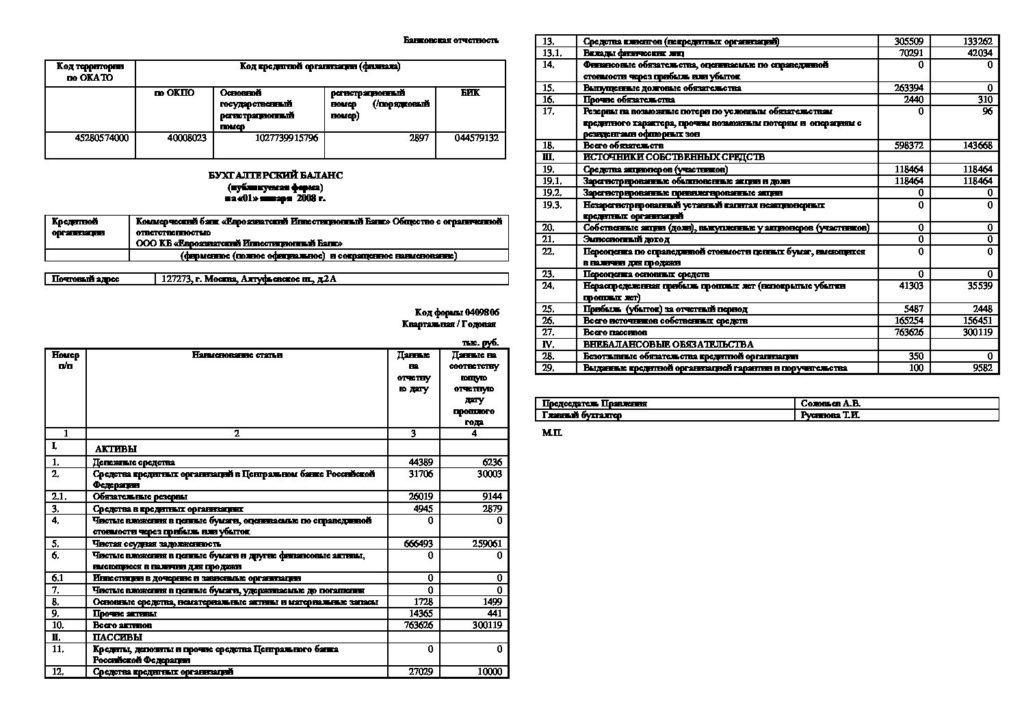 Банковская отчетность
Код территории по ОКАТО Код кредитной организации (филиала)
по ОКПО Основной государственный регистрационный номер регистрационный номер (/порядковый номер) БИК
45280574000 40008023 1027739915796 2897 044579132
БУХГАЛТЕРСКИЙ БАЛАНС
(публикуемая форма)
на «01» января 2008 г.
Кредитной организации Коммерческий банк «Евроазиатский Инвестиционный Банк» Общество с ограниченной ответственностью
ООО КБ «Евроазиатский Инвестиционный Банк»
(фирменное (полное официальное) и сокращенное наименование)
Почтовый адрес 127273, г. Москва, Алтуфьевское ш., д.2А
Код формы 0409806
Квартальная / Годовая
тыс. руб.
Номер п/п Наименование статьи Данные на отчетную дату Данные на соответствующую отчетную дату прошлого года
1 2 3 4
I. АКТИВЫ
1. Денежные средства 44389 6236
2. Средства кредитных организаций в Центральном банке Российской Федерации 31706 30003
2.1. Обязательные резервы 26019 9144
3. Средства в кредитных организациях 4945 2879
4. Чистые вложения в ценные бумаги, оцениваемые по справедливой стоимости через прибыль или убыток 0 0
5. Чистая ссудная задолженность 666493 259061
6. Чистые вложения в ценные бумаги и другие финансовые активы, имеющиеся в наличии для продажи 0 0
6.1 Инвестиции в дочерние и зависимые организации 0 0
7. Чистые вложения в ценные бумаги, удерживаемые до погашения 0 0
8. Основные средства, нематериальные активы и материальные запасы 1728 1499
9. Прочие активы 14365 441
10. Всего активов 763626 300119
II. ПАССИВЫ
11. Кредиты, депозиты и прочие средства Центрального банка Российской Федерации 0 0
12. Средства кредитных организаций 27029 10000
13. Средства клиентов (некредитных организаций) 305509 133262
13.1. Вклады физических лиц 70291 42034
14. Финансовые обязательства, оцениваемые по справедливой стоимости через прибыль или убыток 0 0
15. Выпущенные долговые обязательства 263394 0
16. Прочие обязательства 2440 310
17. Резервы на возможные потери по условным обязательствам кредитного характера, прочим возможным потерям и операциям с резидентами офшорных зон 0 96
18. Всего обязательств 598372 143668
III. ИСТОЧНИКИ СОБСТВЕННЫХ СРЕДСТВ
19. Средства акционеров (участников) 118464 118464
19.1. Зарегистрированные обыкновенные акции и доли 118464 118464
19.2. Зарегистрированные привилегированные акции 0 0
19.3. Незарегистрированный уставный капитал неакционерных кредитных организаций 0 0
20. Собственные акции (доли), выкупленные у акционеров (участников) 0 0
21. Эмиссионный доход 0 0
22. Переоценка по справедливой стоимости ценных бумаг, имеющихся в наличии для продажи 0 0
23. Переоценка основных средств 0 0
24. Нераспределенная прибыль прошлых лет (непокрытые убытки прошлых лет) 41303 35539
25. Прибыль (убыток) за отчетный период 5487 2448
26. Всего источников собственных средств 165254 156451
27. Всего пассивов 763626 300119
IV. ВНЕБАЛАНСОВЫЕ ОБЯЗАТЕЛЬСТВА
28. Безотзывные обязательства кредитной организации 350 0
29. Выданные кредитной организацией гарантии и поручительства 100 9582
Председатель Правления Соловьев А.В.
Главный бухгалтер Русинова Т.И.
М.П.